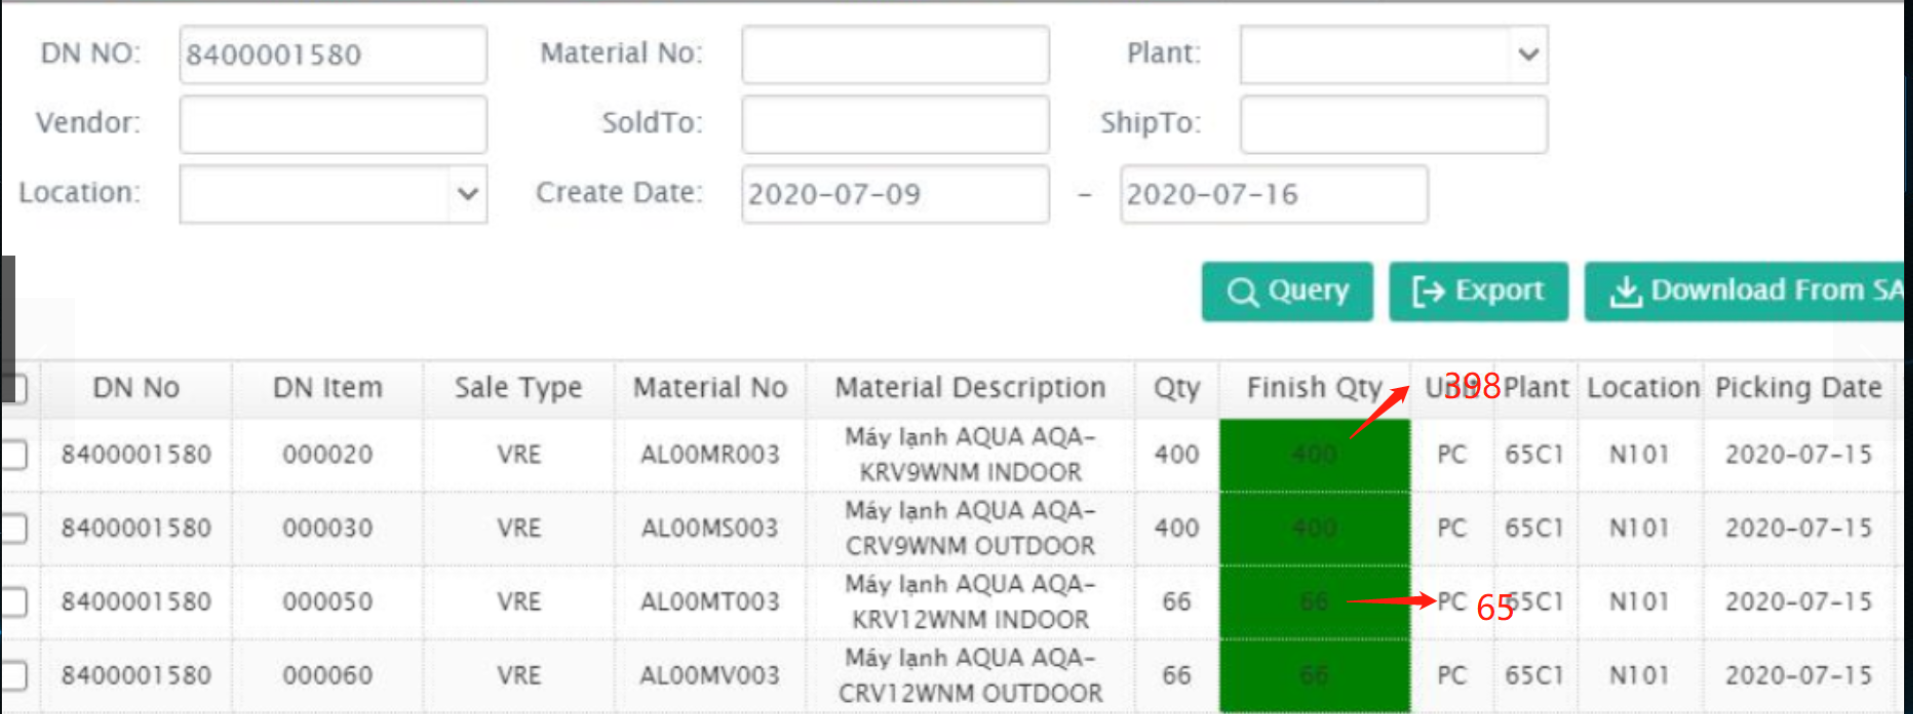 DN NO: 8400001580 Material No: Plant:
Vendor: SoldTo: ShipTo:
Location: Create Date: 2020-07-09 - 2020-07-16
Query Export Download From SA
DN No DN Item Sale Type Material No Material Description Qty Finish Qty Unit 398 Plant Location Picking Date
8400001580 000020 VRE AL00MR003 Máy lạnh AQUA AQA-
KRV9WNM INDOOR 400 400 PC 65C1 N101 2020-07-15
8400001580 000030 VRE AL00MS003 Máy lạnh AQUA AQA-
CRV9WNM OUTDOOR 400 400 PC 65C1 N101 2020-07-15
8400001580 000050 VRE AL00MT003 Máy lạnh AQUA AQA-
KRV12WNM INDOOR 66 66 PC 65 65C1 N101 2020-07-15
8400001580 000060 VRE AL00MV003 Máy lạnh AQUA AQA-
CRV12WNM OUTDOOR 66 66 PC 65C1 N101 2020-07-15